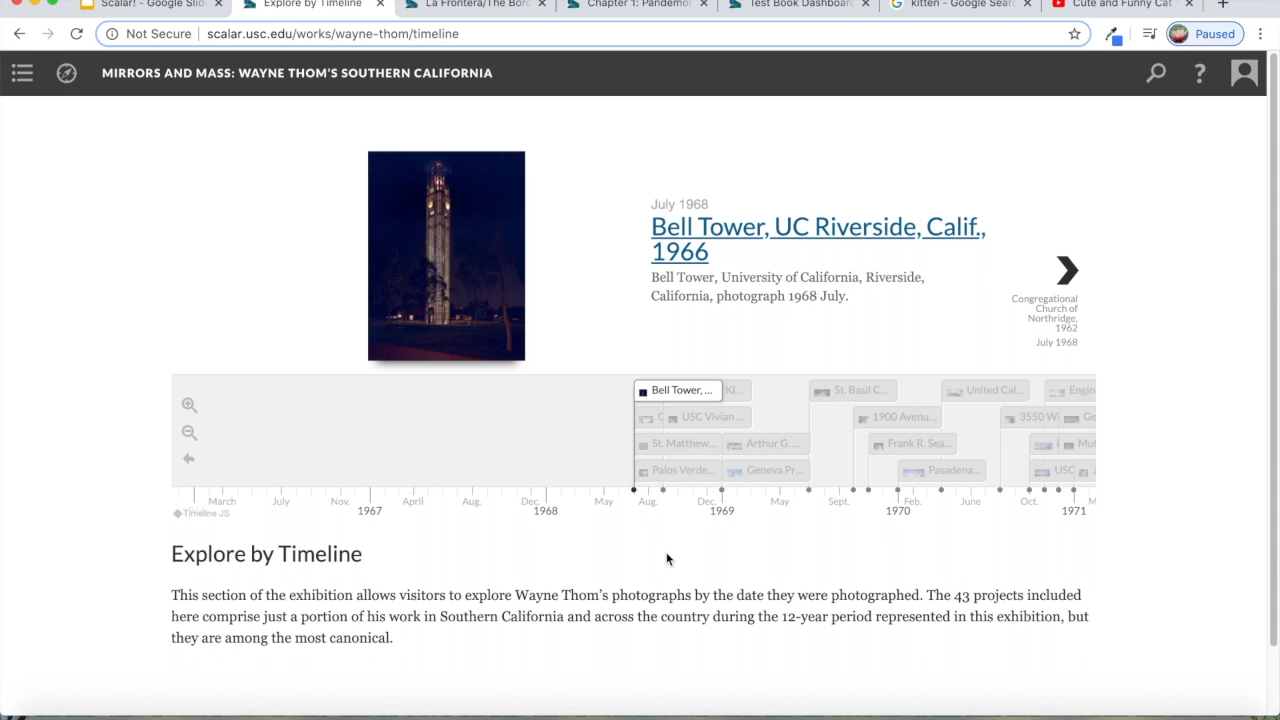 Scalar! - Google Slid
Explore by Timeline
La Frontera/The Bor
Chapter 1: Pandemo
Test Book Dashboard
kitten - Google Searc
Cute and Funny Cat
Not Secure
scalar.usc.edu/works/wayne-thom/timeline
Paused
MIRRORS AND MASS: WAYNE THOM'S SOUTHERN CALIFORNIA
July 1968
Bell Tower, UC Riverside, Calif.,
1966
Bell Tower, University of California, Riverside,
California, photograph 1968 July.
Congregational
Church of
Northridge,
1962
July 1968
Bell Tower, ...
Kl...
St. Basil C...
United Cal...
Engin
USC Vivian ...
1900 Avenu...
3550 Wi
Ge
St. Matthew...
Arthur G. ...
Frank R. Sea...
Mut
Palos Verde...
Geneva Pr...
Pasadena...
USC
March
July
Nov.
April
Aug.
Dec.
May
Aug.
Dec.
May
Sept.
Feb.
June
Oct.
M
1967
1968
1969
1970
1971
Timeline JS
Explore by Timeline
This section of the exhibition allows visitors to explore Wayne Thom's photographs by the date they were photographed. The 43 projects included
here comprise just a portion of his work in Southern California and across the country during the 12-year period represented in this exhibition, but
they are among the most canonical.